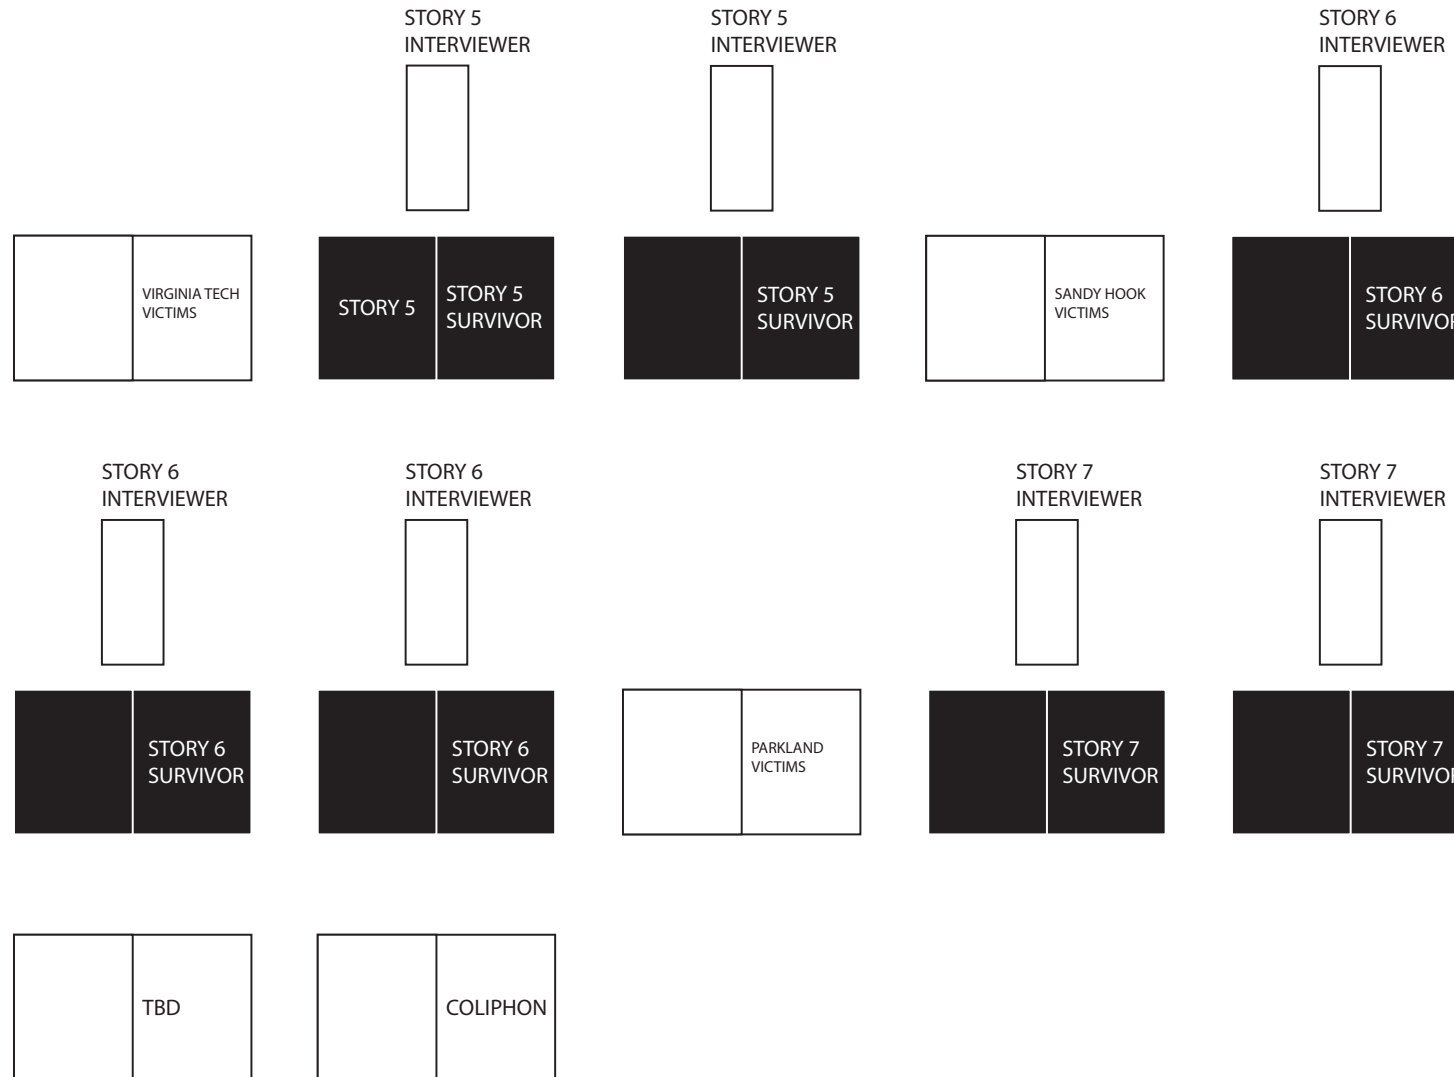 STORY 5
INTERVIEWER
STORY 5
INTERVIEWER
STORY 6
INTERVIEWER
VIRGINIA TECH
VICTIMS
STORY 5
STORY 5
SURVIVOR
STORY 5
SURVIVOR
SANDY HOOK
VICTIMS
STORY 6
SURVIVOR
STORY 6
INTERVIEWER
STORY 6
INTERVIEWER
STORY 7
INTERVIEWER
STORY 7
INTERVIEWER
STORY 6
SURVIVOR
STORY 6
SURVIVOR
PARKLAND
VICTIMS
STORY 7
SURVIVOR
STORY 7
SURVIVOR
TBD
COLIPHON